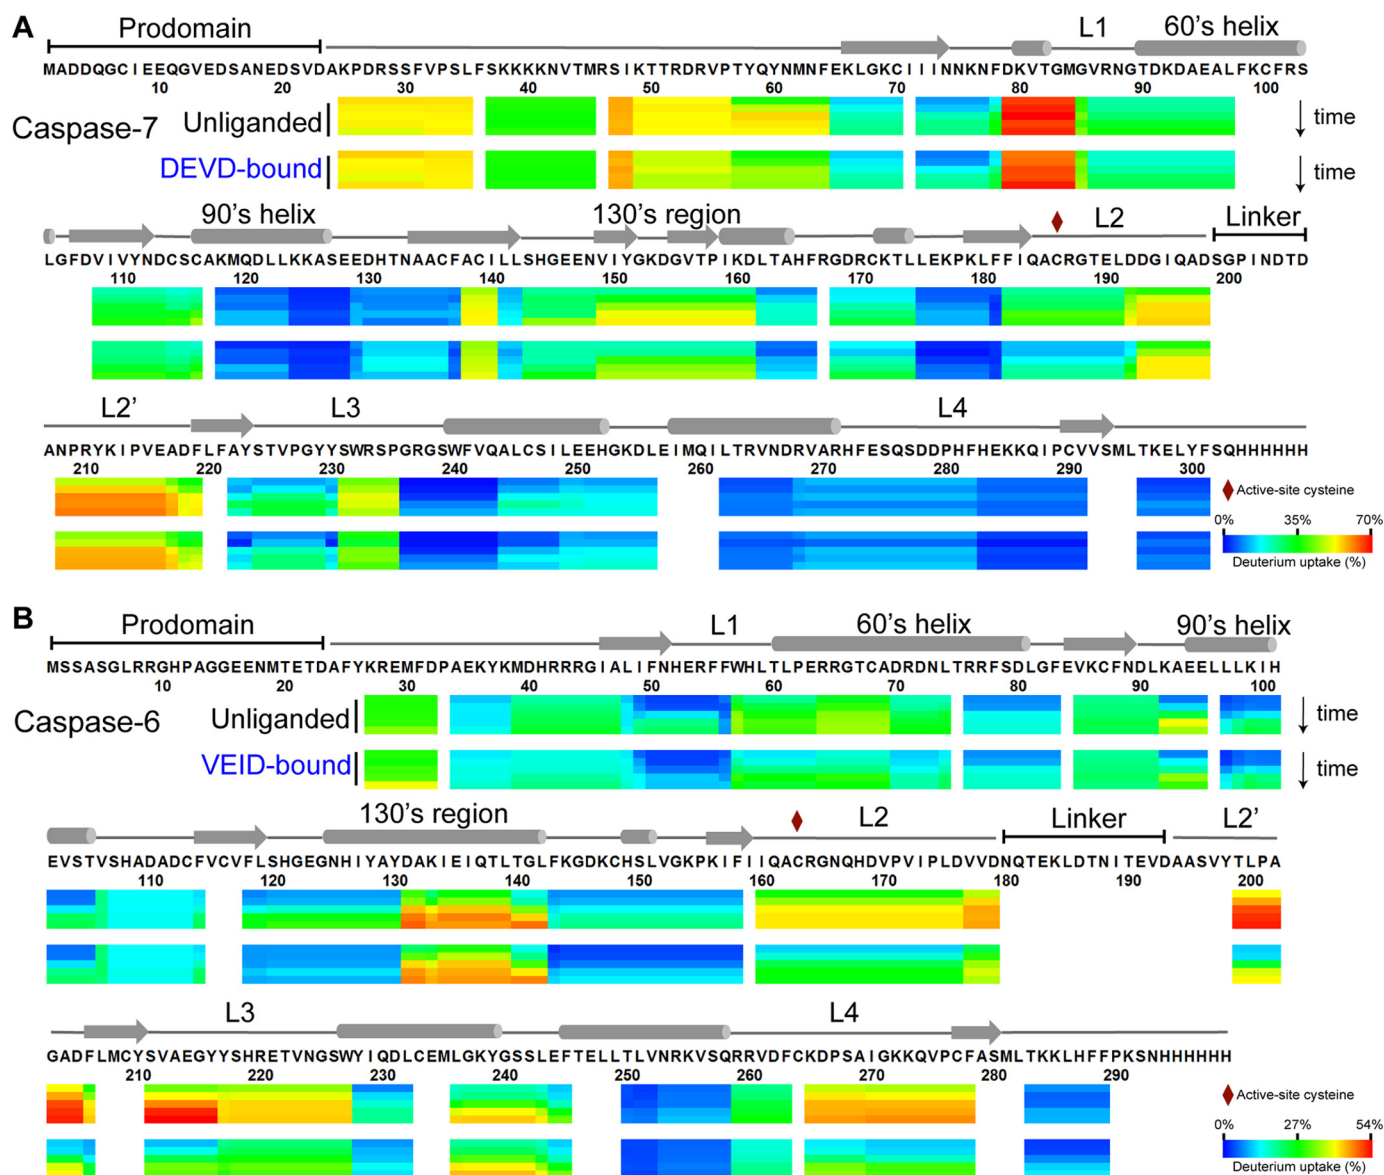 A
Prodomain L1 60's helix
MADDQGCIEEQGVEDSANEDSVDAKPDRSSFVPSLFSKKKKNVTMRSIKTTRDRVPTYQYNMNFEKLGKCIIINNKNFDKVTGMGVRNGTDKDAEALFKCFRS
10 20 30 40 50 60 70 80 90 100
Caspase-7 Unliganded time
DEVD-bound time
90's helix 130's region L2 Linker
LGFDVIVYNDCSCAKMQDLLKKASEEDHTNAACFACILLSHGEENVIYGKDGVTPIKDLTAHFRGDRCKTLLEKPKLFFIQACRGTELDDGIQADSGPINDTD
110 120 130 140 150 160 170 180 190 200
L2' L3 L4
ANPRYKIPVEADFLFAYSTVPGYYSWRSPGRGSWFVQALCSILEEHGKDLEIMQILTRVNDRVARHFESQSDDPHFHEKKQIPCVVSMLTKELYFSQHHHHHH
210 220 230 240 250 260 270 280 290 300
Active-site cysteine
0% 35% 70%
Deuterium uptake (%)
B
Prodomain L1 60's helix 90's helix
MSSASGLRRGHPAGGEENMTETDAFYKREMFDPAEKYKMDHRRRGIALIFNHERFFWHLTLPERRGTCADRDNLTRRFSDLGFEVKCFNDLKAEELLLKIH
10 20 30 40 50 60 70 80 90 100
Caspase-6 Unliganded time
VEID-bound time
130's region L2 Linker L2'
EVSTVSHADADCFVCVFLSHGEGNHIYAYDAKIEIQTLTGLFKGDKCHSLVGKPKIFIIQACRGNQHDVPVIPLDVVDNQTEKLDTNITEVDAASVYTLPA
110 120 130 140 150 160 170 180 190 200
L3 L4
GADFLMCYSVAEGYYSHRETVNGSWYIQDLCEMLGKYGSSLEFTELLTLVNRKVSQRRVDFCKDPSAIGKKQVPCFASMLTKKLHFFPKSNHHHHHH
210 220 230 240 250 260 270 280 290
Active-site cysteine
0% 27% 54%
Deuterium uptake (%)